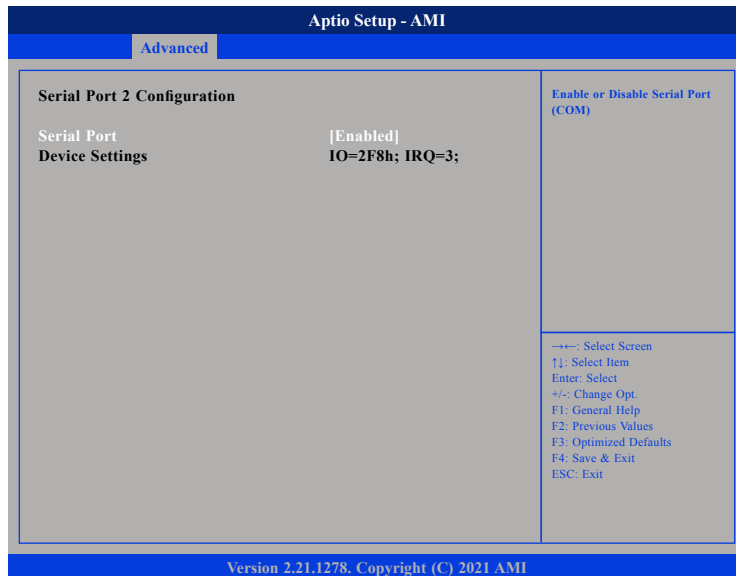 Aptio Setup - AMI
Advanced
Serial Port 2 Configuration
Serial Port [Enabled]
Device Settings IO=2F8h; IRQ=3;
Enable or Disable Serial Port
(COM)
→←: Select Screen
↑↓: Select Item
Enter: Select
+/-: Change Opt.
F1: General Help
F2: Previous Values
F3: Optimized Defaults
F4: Save & Exit
ESC: Exit
Version 2.21.1278. Copyright (C) 2021 AMI